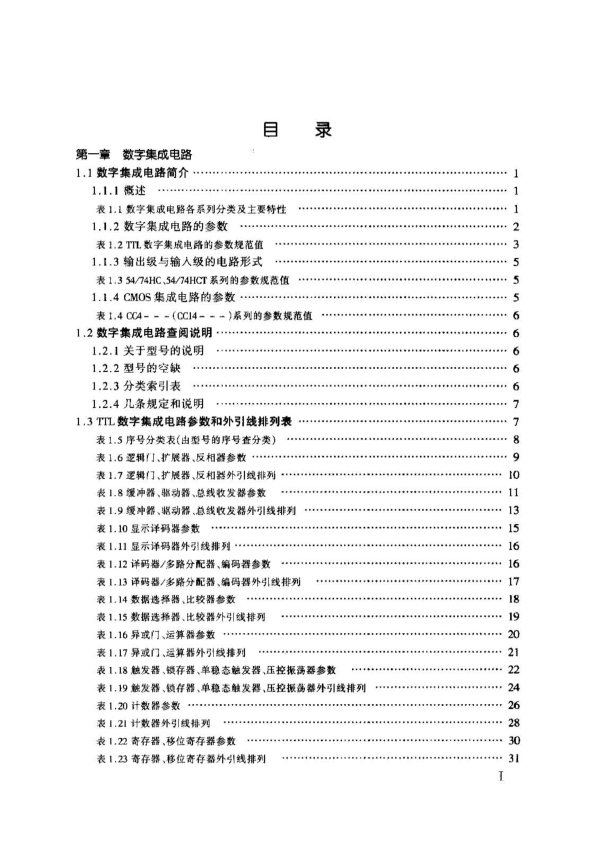 目 录
第一章 数字集成电路
1.1 数字集成电路简介 …… 1
1.1.1 概述 …… 1
表 1.1 数字集成电路各系列分类及主要特性 …… 1
1.1.2 数字集成电路的参数 …… 2
表 1.2 TTL 数字集成电路的参数规范值 …… 3
1.1.3 输出级与输入级的电路形式 …… 5
表 1.3 54/74HC、54/74HCT 系列的参数规范值 …… 5
1.1.4 CMOS 集成电路的参数 …… 5
表 1.4 CC4---(CC14---)系列的参数规范值 …… 6
1.2 数字集成电路查阅说明 …… 6
1.2.1 关于型号的说明 …… 6
1.2.2 型号的空缺 …… 6
1.2.3 分类索引表 …… 6
1.2.4 几条规定和说明 …… 7
1.3 TTL 数字集成电路参数和外引线排列表 …… 7
表 1.5 序号分类表(由型号的序号查分类) …… 8
表 1.6 逻辑门、扩展器、反相器参数 …… 9
表 1.7 逻辑门、扩展器、反相器外引线排列 …… 10
表 1.8 缓冲器、驱动器、总线收发器参数 …… 11
表 1.9 缓冲器、驱动器、总线收发器外引线排列 …… 13
表 1.10 显示译码器参数 …… 15
表 1.11 显示译码器外引线排列 …… 16
表 1.12 译码器/多路分配器、编码器参数 …… 16
表 1.13 译码器/多路分配器、编码器外引线排列 …… 17
表 1.14 数据选择器、比较器参数 …… 18
表 1.15 数据选择器、比较器外引线排列 …… 19
表 1.16 异或门、运算器参数 …… 20
表 1.17 异或门、运算器外引线排列 …… 21
表 1.18 触发器、锁存器、单稳态触发器、压控振荡器参数 …… 22
表 1.19 触发器、锁存器、单稳态触发器、压控振荡器外引线排列 …… 24
表 1.20 计数器参数 …… 26
表 1.21 计数器外引线排列 …… 28
表 1.22 寄存器、移位寄存器参数 …… 30
表 1.23 寄存器、移位寄存器外引线排列 …… 31
I